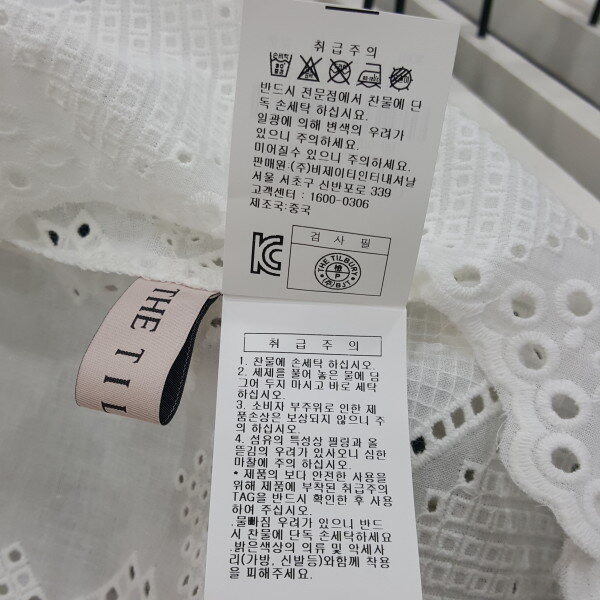 취급주의
반드시 전문점에서 찬물에 단
독 손세탁 하십시요.
일광에 의해 변색의 우려가
있으니 주의하세요.
미어질수 있으니 주의하세요.
판매원:(주)비제이티인터내셔날
서울 서초구 신반포로 339
고객센터 : 1600-0306
제조국:중국
검 사 필
THE TILBURY
檢
P
(주)BJT
THE TIL
취 급 주 의
1. 찬물에 손세탁 하십시오.
2. 세제를 풀어 놓은 물에 담
그어 두지 마시고 바로 세탁
하십시오.
3. 소비자 부주위로 인한 제
품손상은 보상되지 않으니 주
의 하십시오.
4. 섬유의 특성상 필링과 올
뜯김의 우려가 있사오니 심한
마찰에 주의 하여 주십시오.
* 제품의 보다 안전한 사용을
위해 제품에 부착된 취급주의
TAG을 반드시 확인한 후 사용
하여 주십시오.
.물빠짐 우려가 있으니 반드
시 찬물에 단독 손세탁하세요
.밝은색상의 의류 및 악세사
리(가방, 신발등)와함께 착용
을 피해주세요.